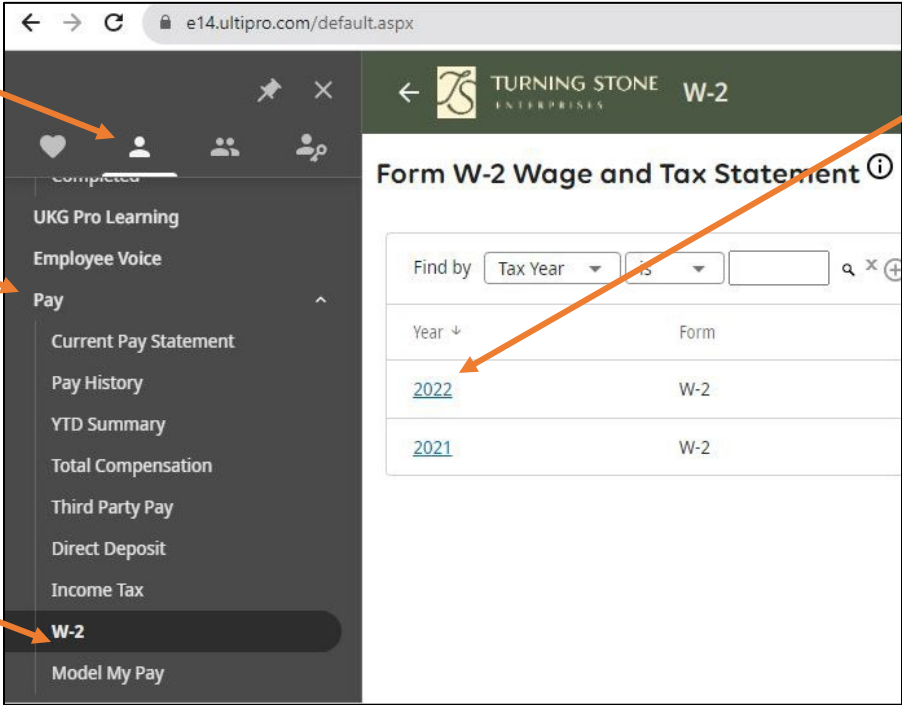 e14.ultipro.com/default.aspx
TURNING STONE
ENTERPRISES
W-2
Completed
UKG Pro Learning
Employee Voice
Pay
Current Pay Statement
Pay History
YTD Summary
Total Compensation
Third Party Pay
Direct Deposit
Income Tax
W-2
Model My Pay
Form W-2 Wage and Tax Statement
Find by Tax Year is
Year Form
2022 W-2
2021 W-2